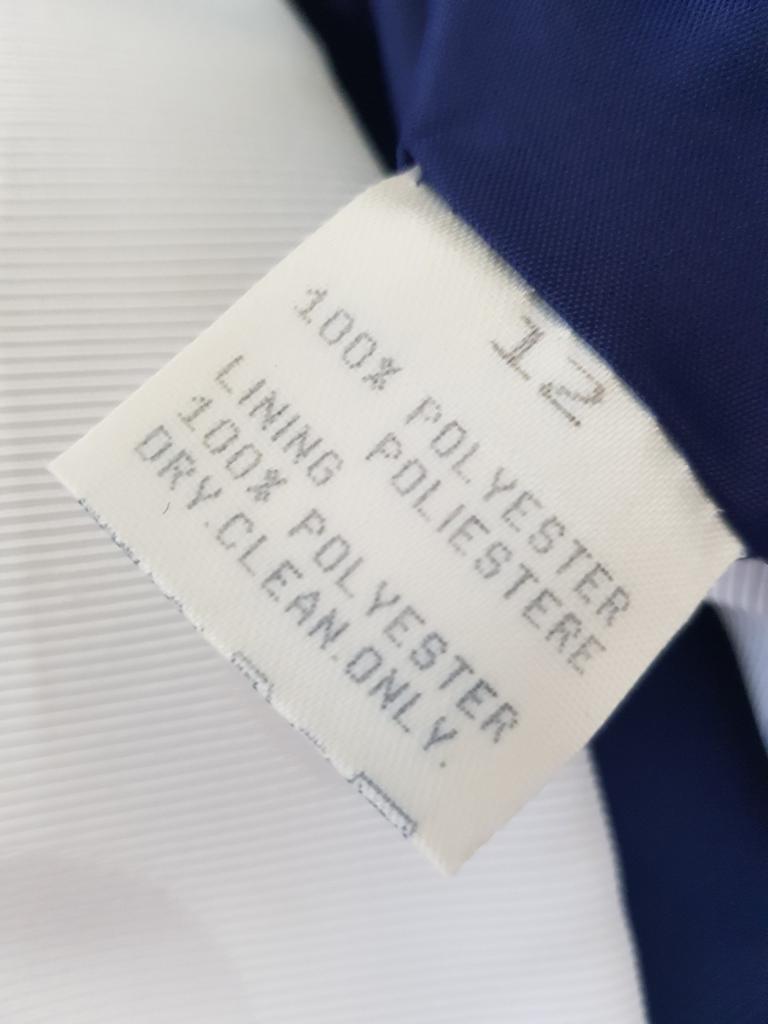 12
100% POLYESTER
POLIESTERE
LINING
100% POLYESTER
DRY.CLEAN.ONLY.